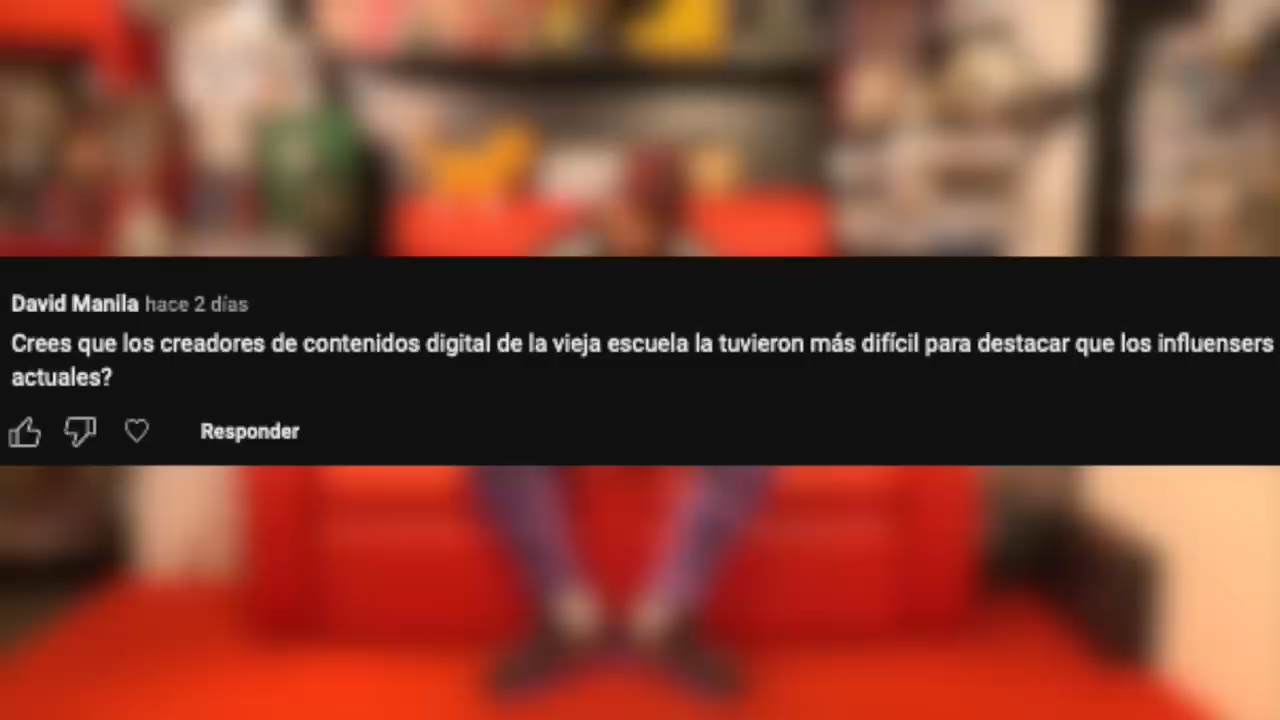 David Manila hace 2 días
Crees que los creadores de contenidos digital de la vieja escuela la tuvieron más difícil para destacar que los influensers
actuales?
Responder